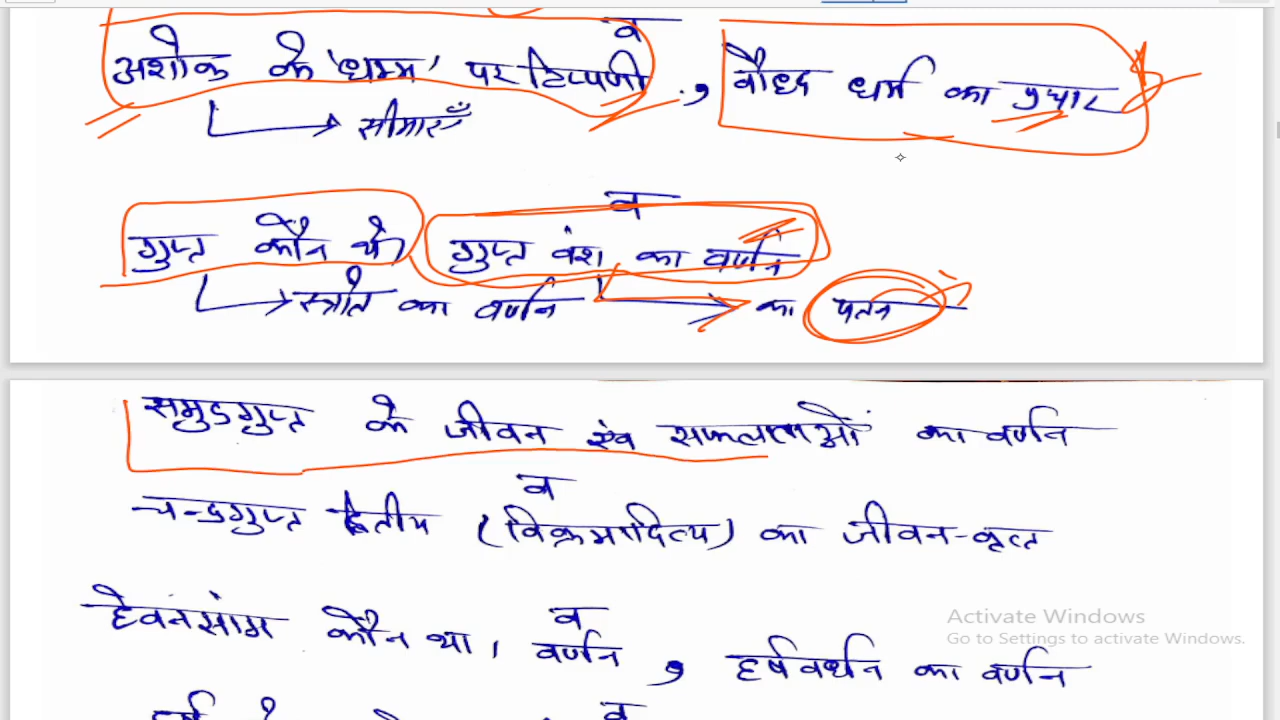 व
अशोक के 'धम्म' पर टिप्पणी, बौध्द धर्म का प्रचार
सीमाएँ
व
गुप्त कौन थे, गुप्त वंश का वर्णन
स्त्रोत का वर्णन का पतन
समुद्रगुप्त के जीवन एंव सफलताओं का वर्णन
व
चन्द्रगुप्त द्वितीय (विक्रमादित्य) का जीवन-वृत्त
व
हेवनसांग कौन था। वर्णन, हर्षवर्धन का वर्णन
व
Activate Windows
Go to Settings to activate Windows.